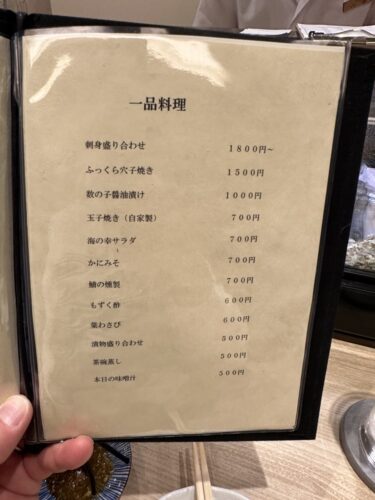 一品料理
刺身盛り合わせ 1800円~
ふっくら穴子焼き 1500円
数の子醤油漬け 1000円
玉子焼き（自家製） 700円
海の幸サラダ 700円
かにみそ 700円
鯖の燻製 700円
もずく酢 600円
葉わさび 600円
漬物盛り合わせ 500円
茶碗蒸し 500円
本日の味噌汁 500円